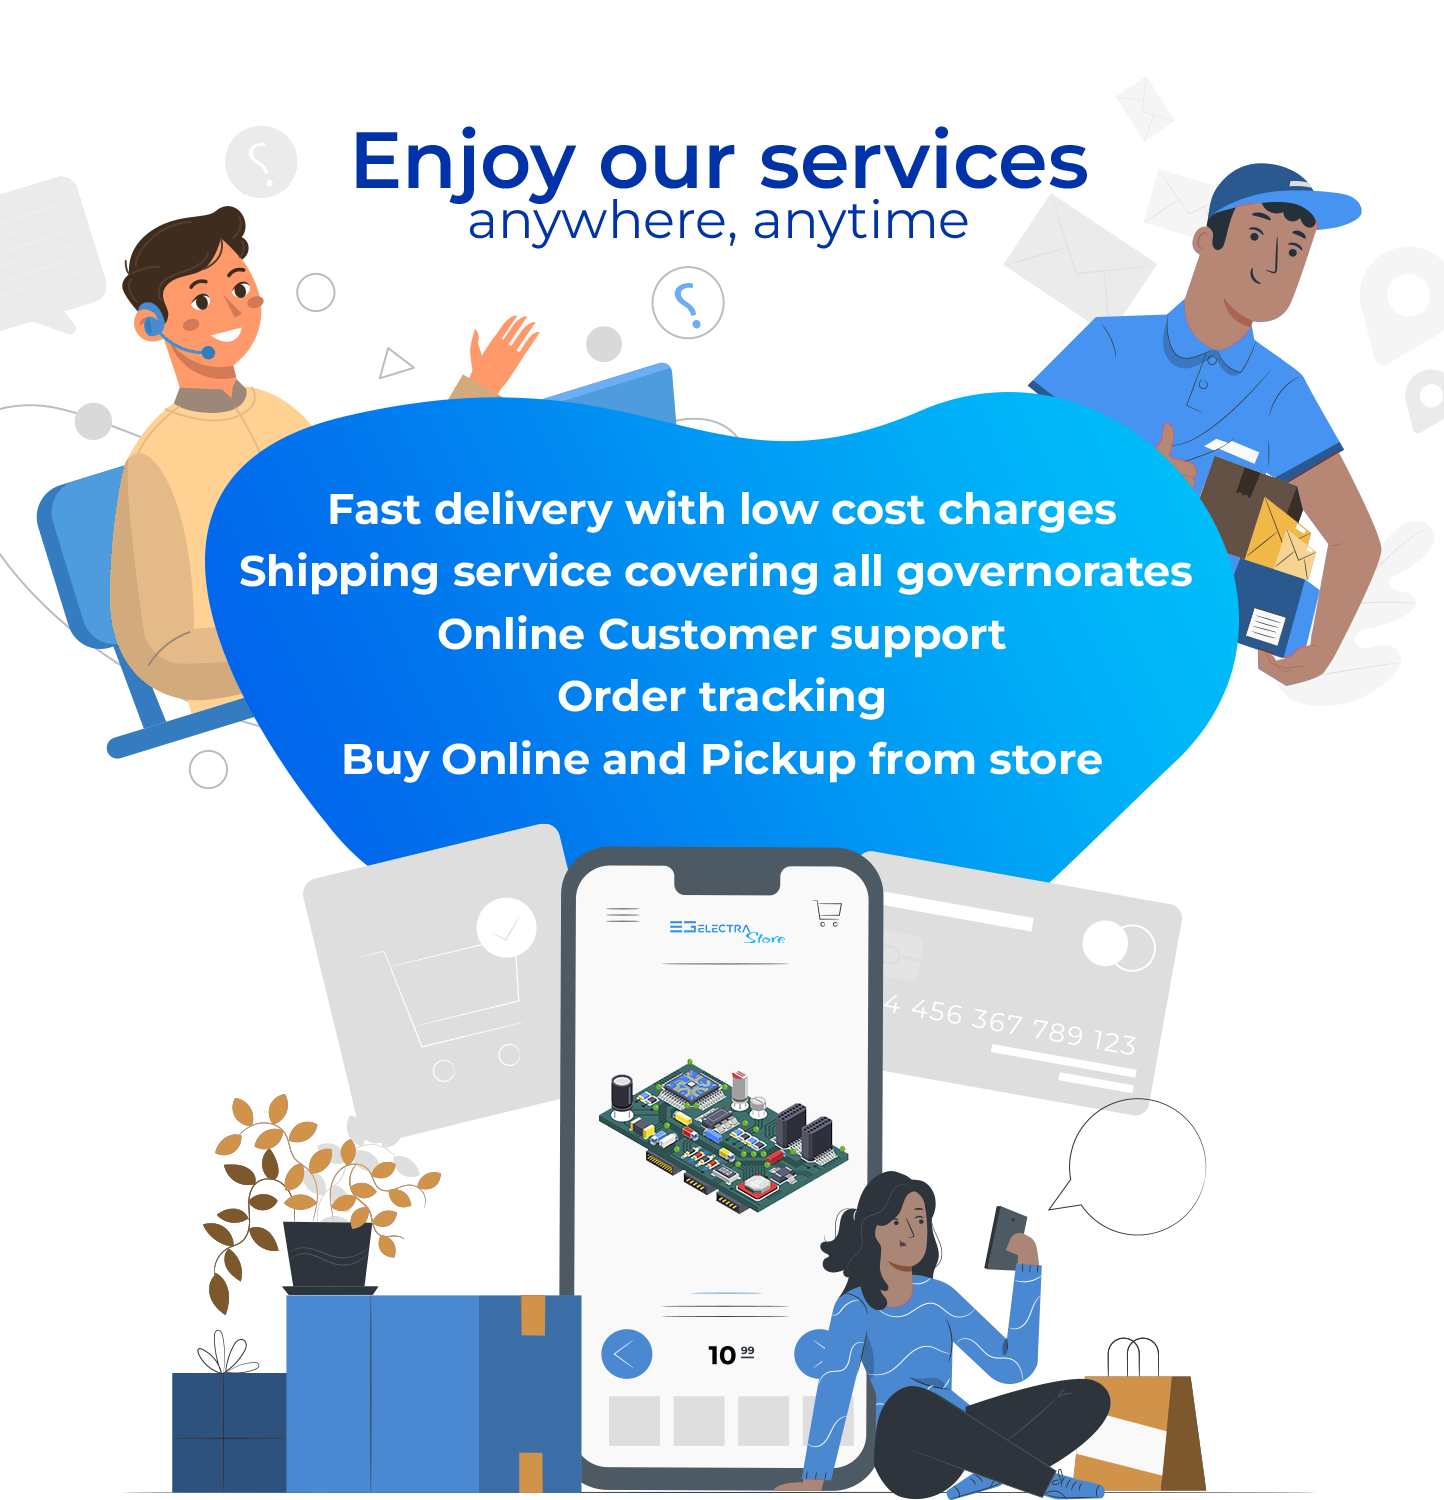 Enjoy our services
anywhere, anytime
Fast delivery with low cost charges
Shipping service covering all governorates
Online Customer support
Order tracking
Buy Online and Pickup from store
ELECTRA
Store
4 456 367 789 123
10 99